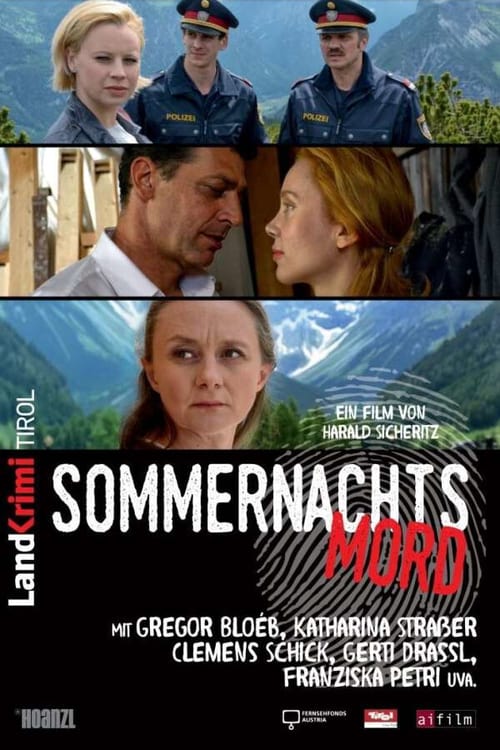 POLIZEI
POLIZEI
EIN FILM VON
HARALD SICHERITZ
LandKrimi TIROL
SOMMERNACHTS
MORD
MIT GREGOR BLOÉB, KATHARINA STRAßER
CLEMENS SCHICK, GERTI DRASSL,
FRANZISKA PETRI UVA.
HOANZL
FERNSEHFONDS
AUSTRIA
Tirol
aifilm